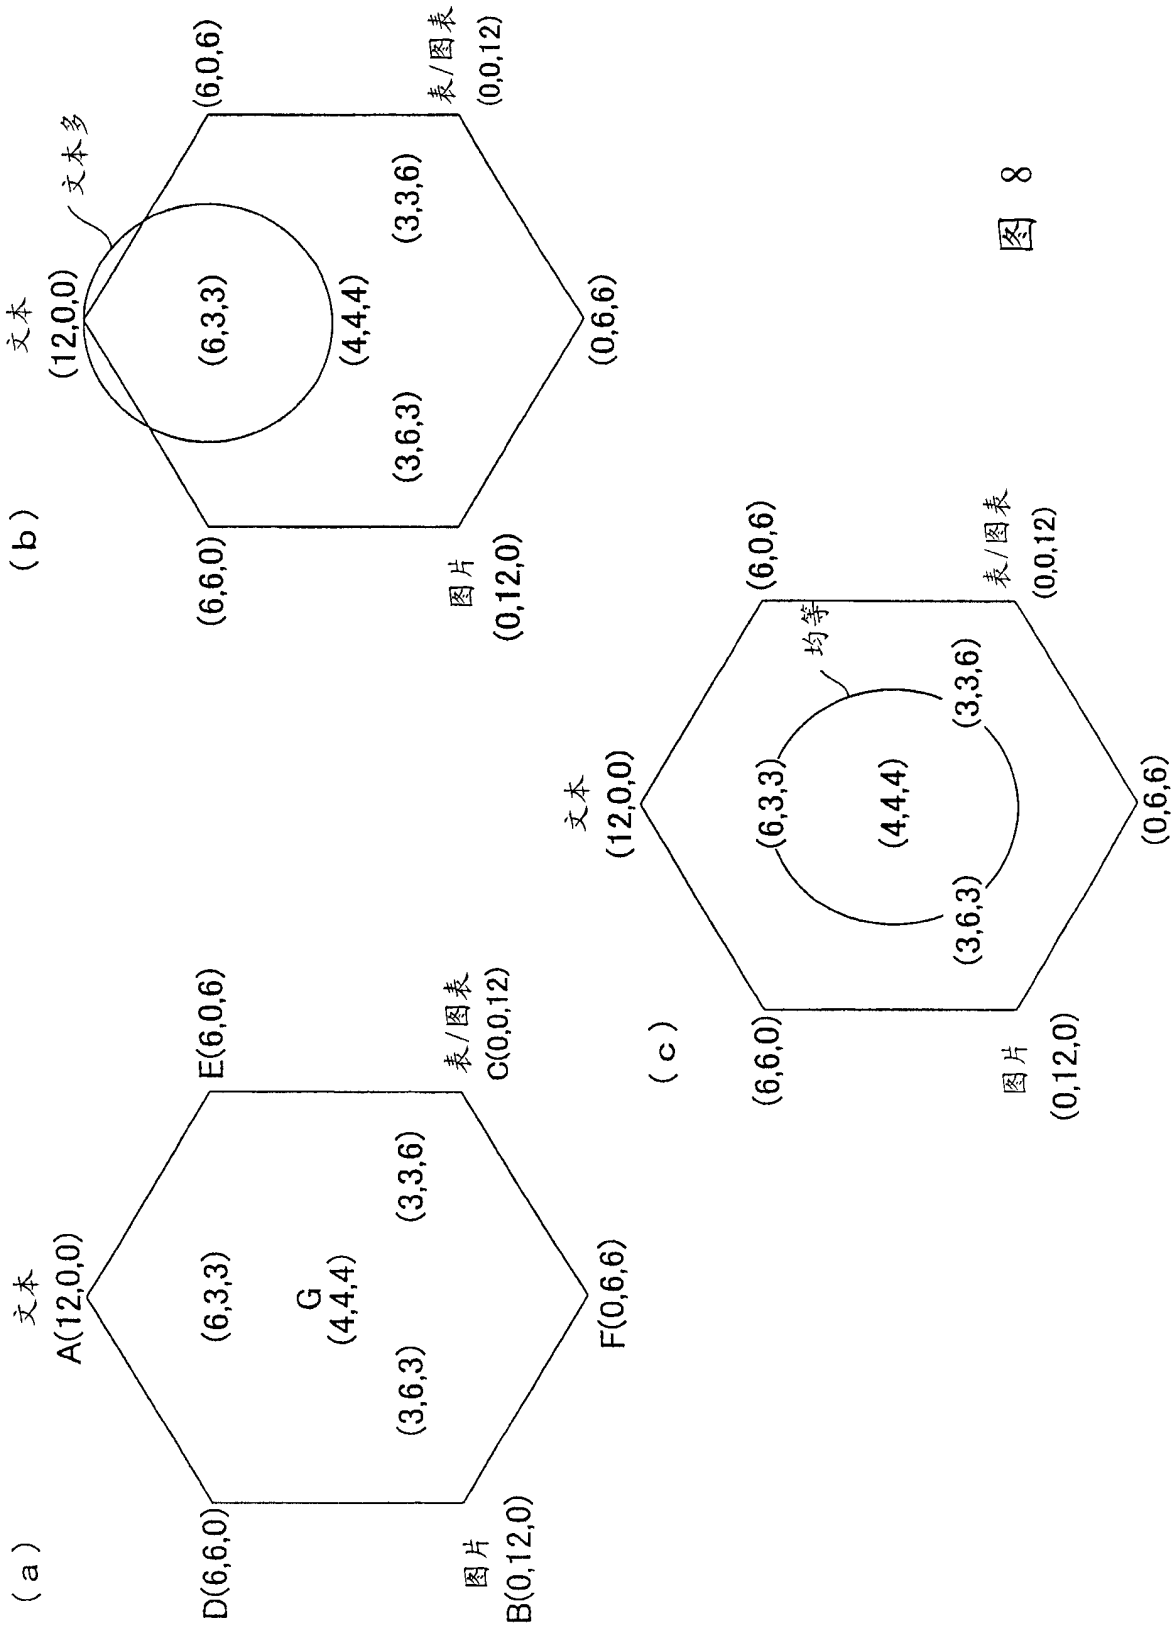 (a)
文本
A(12,0,0)
D(6,6,0)
E(6,0,6)
(6,3,3)
G
(4,4,4)
(3,6,3)
(3,3,6)
图片
B(0,12,0)
表/图表
C(0,0,12)
F(0,6,6)
(b)
文本
(12,0,0)
文本多
(6,6,0)
(6,0,6)
(6,3,3)
(4,4,4)
(3,6,3)
(3,3,6)
图片
(0,12,0)
表/图表
(0,0,12)
(0,6,6)
(c)
文本
(12,0,0)
(6,6,0)
(6,0,6)
均等
(6,3,3)
(4,4,4)
(3,6,3)
(3,3,6)
图片
(0,12,0)
表/图表
(0,0,12)
(0,6,6)
图 8